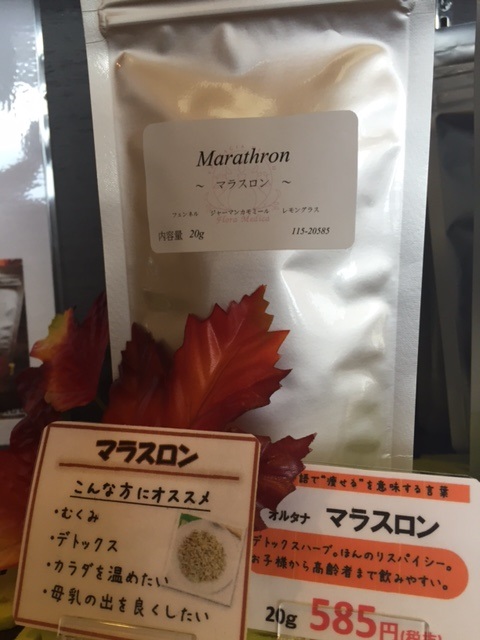 Marathron
～ マラスロン ～
フェンネル ジャーマンカモミール レモングラス
Flora Medica
内容量 20g 115-20585
マラスロン
こんな方にオススメ
・むくみ
・デトックス
・カラダを温めたい
・母乳の出を良くしたい
語で"痩せる"を意味する言葉
オルタナ マラスロン
デトックスハーブ。ほんのりスパイシー。
お子様から高齢者まで飲みやすい。
20g 585円(税抜)